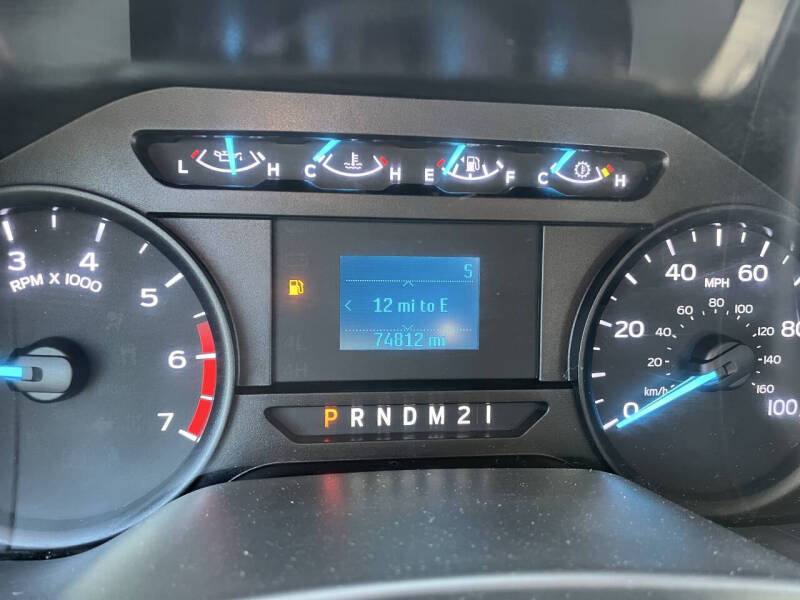 L H C H E F C H
3 4 5 6 7
RPM X 1000
S
12 mi to E
74812 mi
P R N D M 2 1
0 20 40 60 80 100
MPH
20 40 60 80 100 120 140 160
km/h